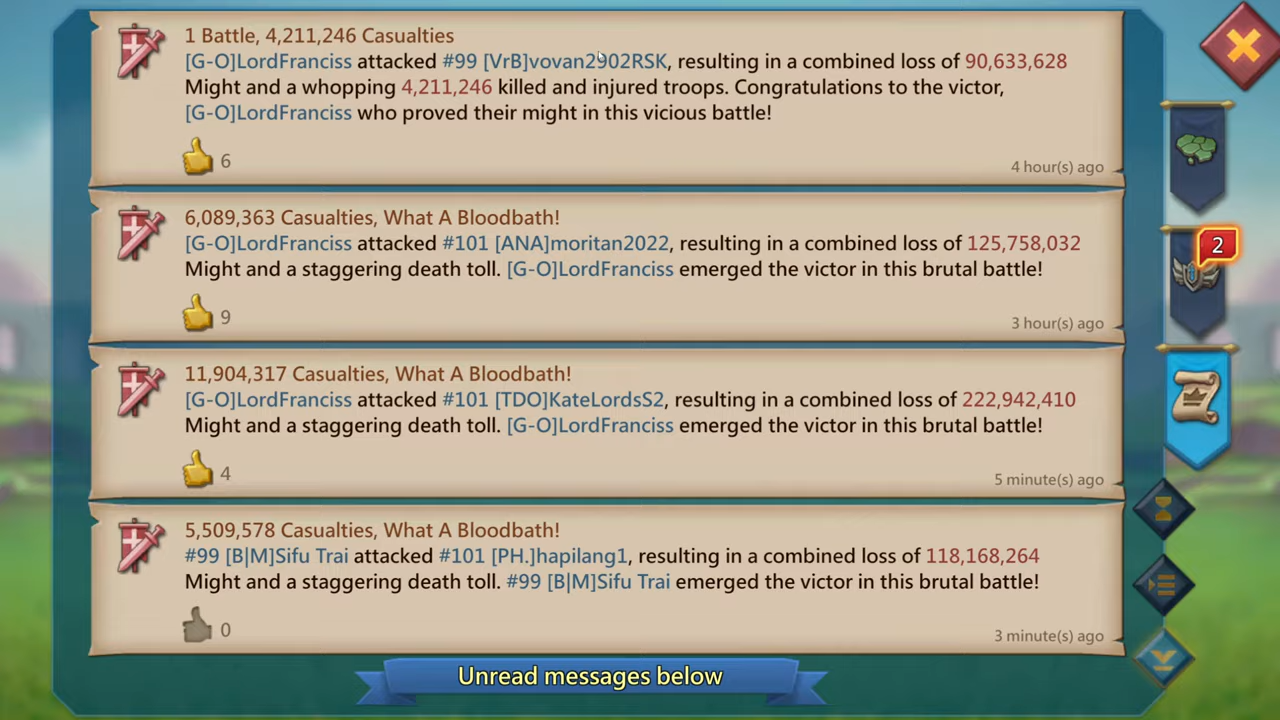 1 Battle, 4,211,246 Casualties
[G-O]LordFranciss attacked #99 [VrB]vovan2902RSK, resulting in a combined loss of 90,633,628
Might and a whopping 4,211,246 killed and injured troops. Congratulations to the victor,
[G-O]LordFranciss who proved their might in this vicious battle!
6
4 hour(s) ago
6,089,363 Casualties, What A Bloodbath!
[G-O]LordFranciss attacked #101 [ANA]moritan2022, resulting in a combined loss of 125,758,032
Might and a staggering death toll. [G-O]LordFranciss emerged the victor in this brutal battle!
9
3 hour(s) ago
11,904,317 Casualties, What A Bloodbath!
[G-O]LordFranciss attacked #101 [TDO]KateLordsS2, resulting in a combined loss of 222,942,410
Might and a staggering death toll. [G-O]LordFranciss emerged the victor in this brutal battle!
4
5 minute(s) ago
5,509,578 Casualties, What A Bloodbath!
#99 [B|M]Sifu Trai attacked #101 [PH.]hapilang1, resulting in a combined loss of 118,168,264
Might and a staggering death toll. #99 [B|M]Sifu Trai emerged the victor in this brutal battle!
0
3 minute(s) ago
Unread messages below
2